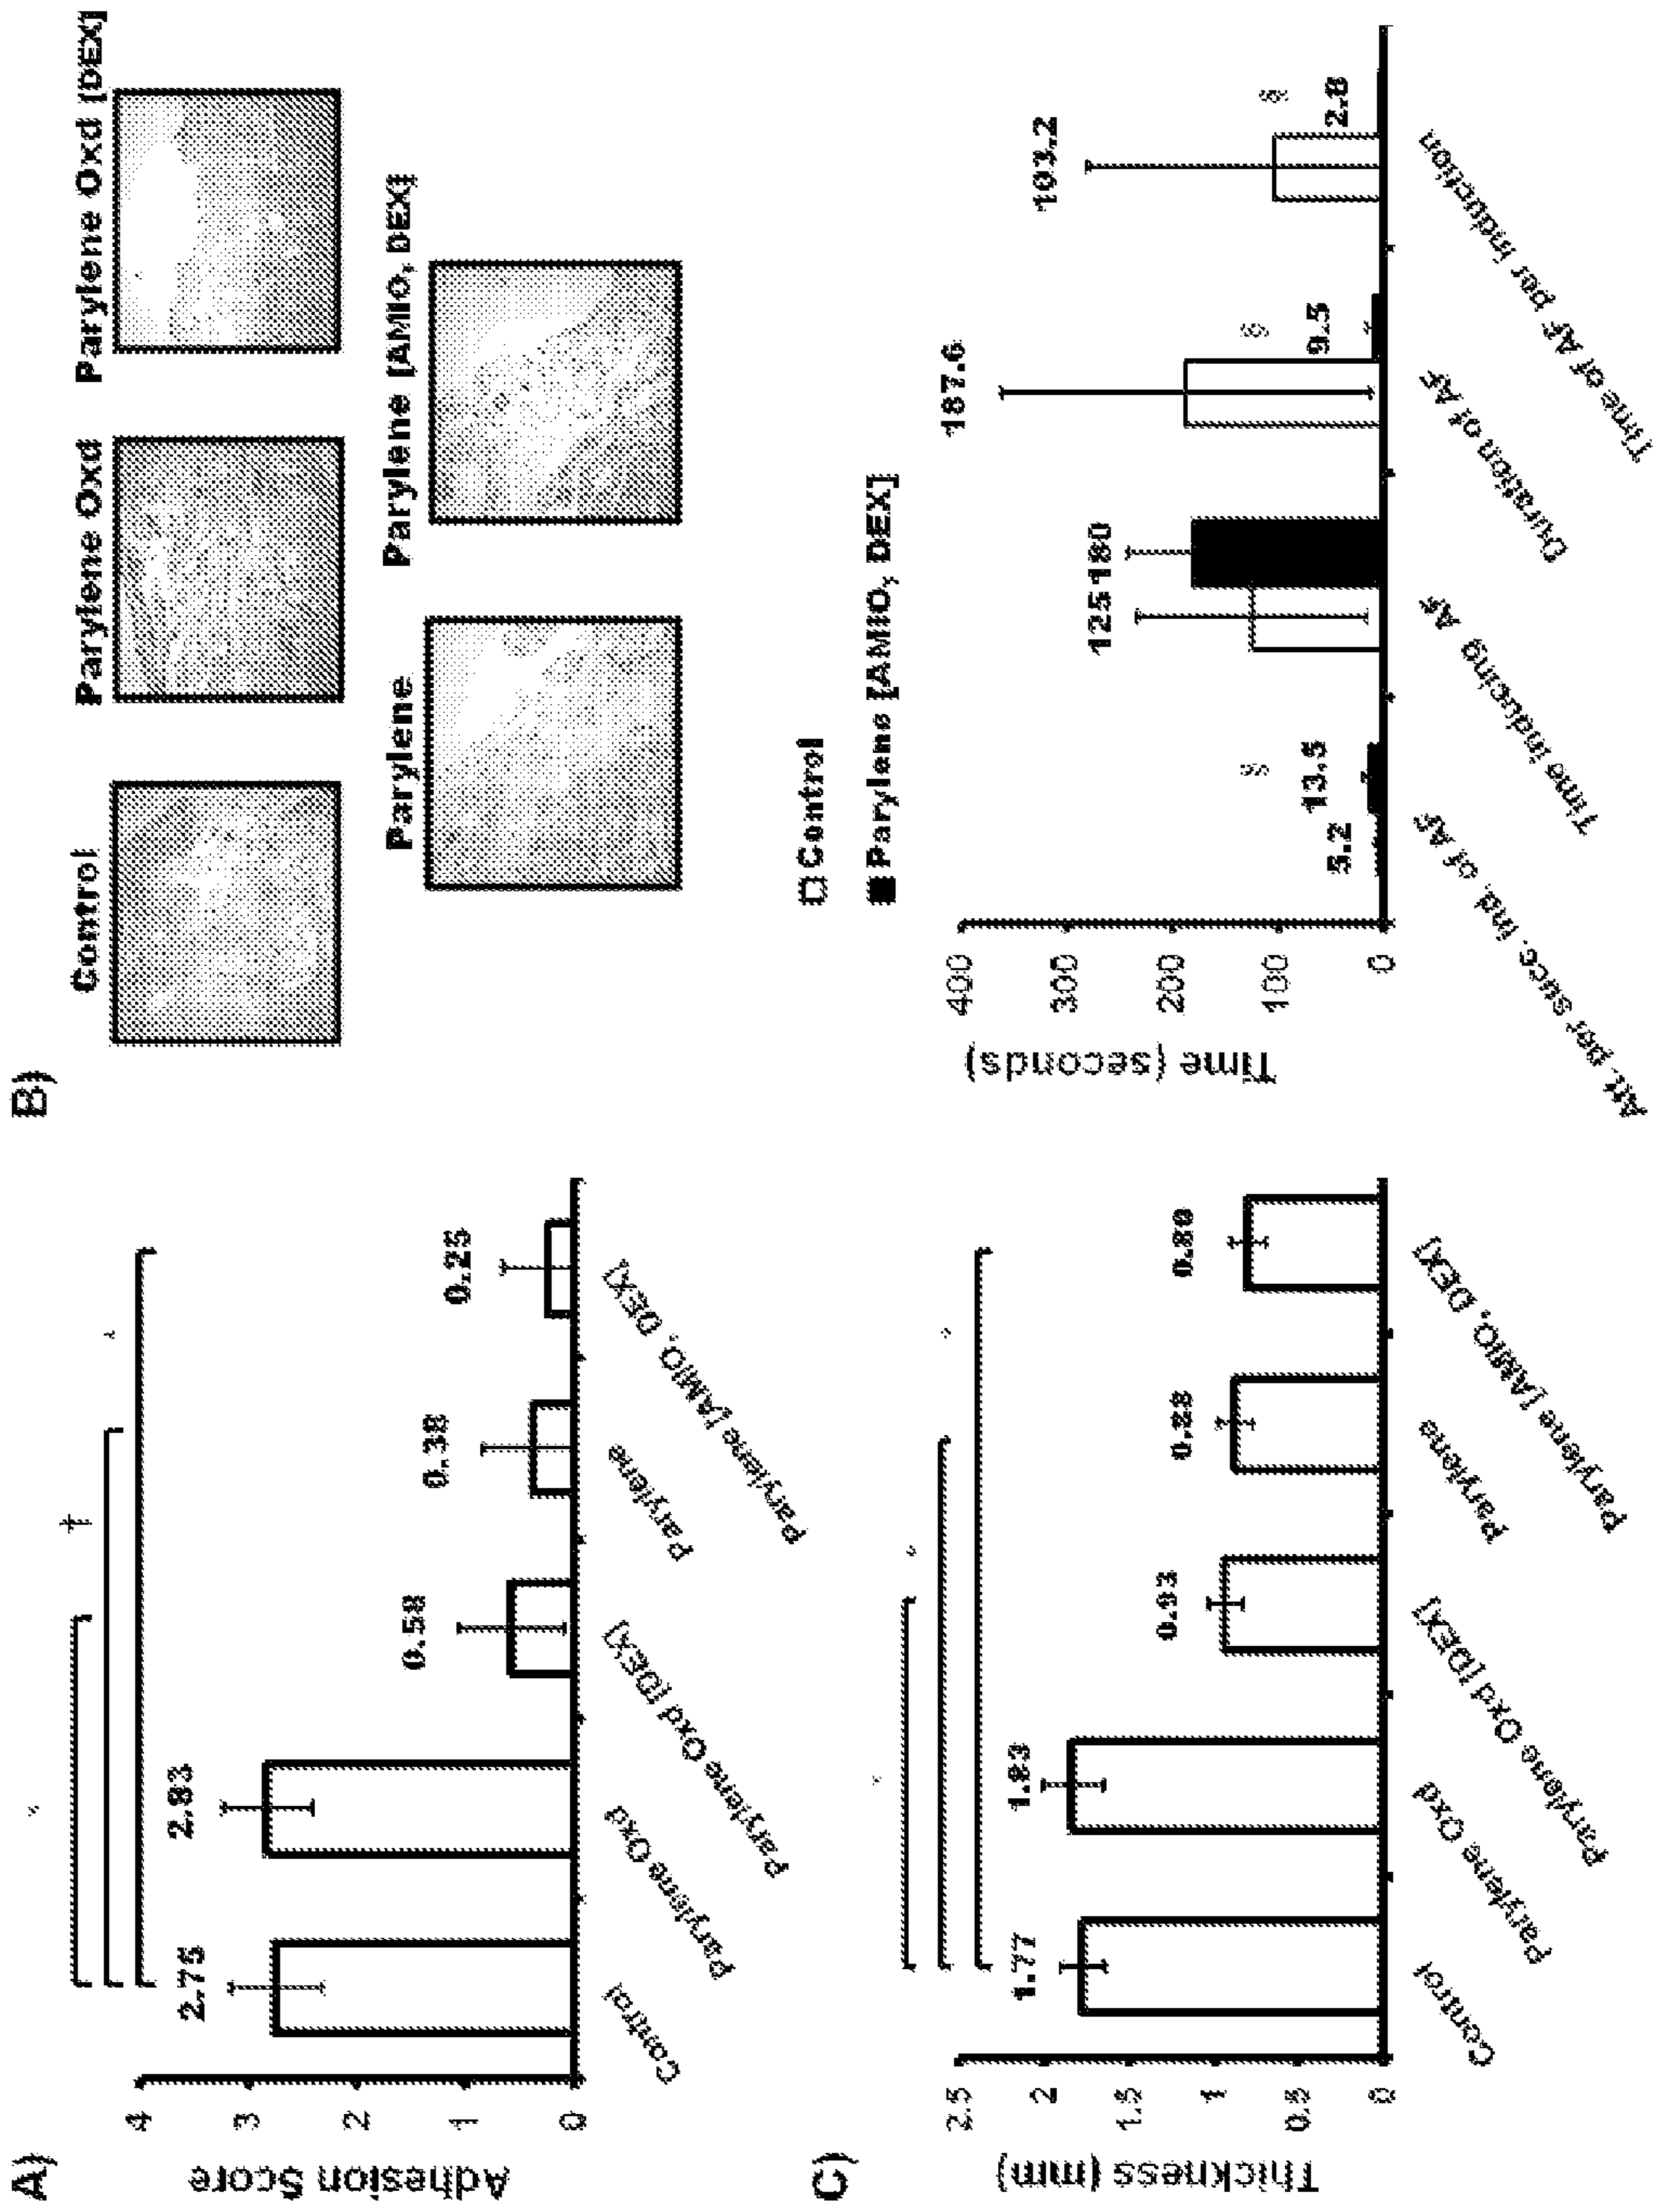 A)
Adhesion Score
4
3
2
1
0
2.75
2.83
0.58
0.38
0.25
†
Control
Parylene Oxd
Parylene Oxd [DEX]
Parylene
Parylene [AMIO, DEX]
B)
Control
Parylene Oxd
Parylene Oxd [DEX]
Parylene
Parylene [AMIO, DEX]
C)
Thickness (mm)
2.5
2
1.5
1
0.5
0
1.77
1.83
0.93
0.28
Control
Parylene Oxd
Parylene Oxd [DEX]
Parylene
Parylene [AMIO, DEX]
Control
Parylene [AMIO, DEX]
Time (seconds)
400
300
200
100
0
5.2
13.5
§
125
180
187.6
9.5
§
103.2
2.8
§
Att. per succ. ind. of AF
Time inducing AF
Duration of AF
Time of AF per induction